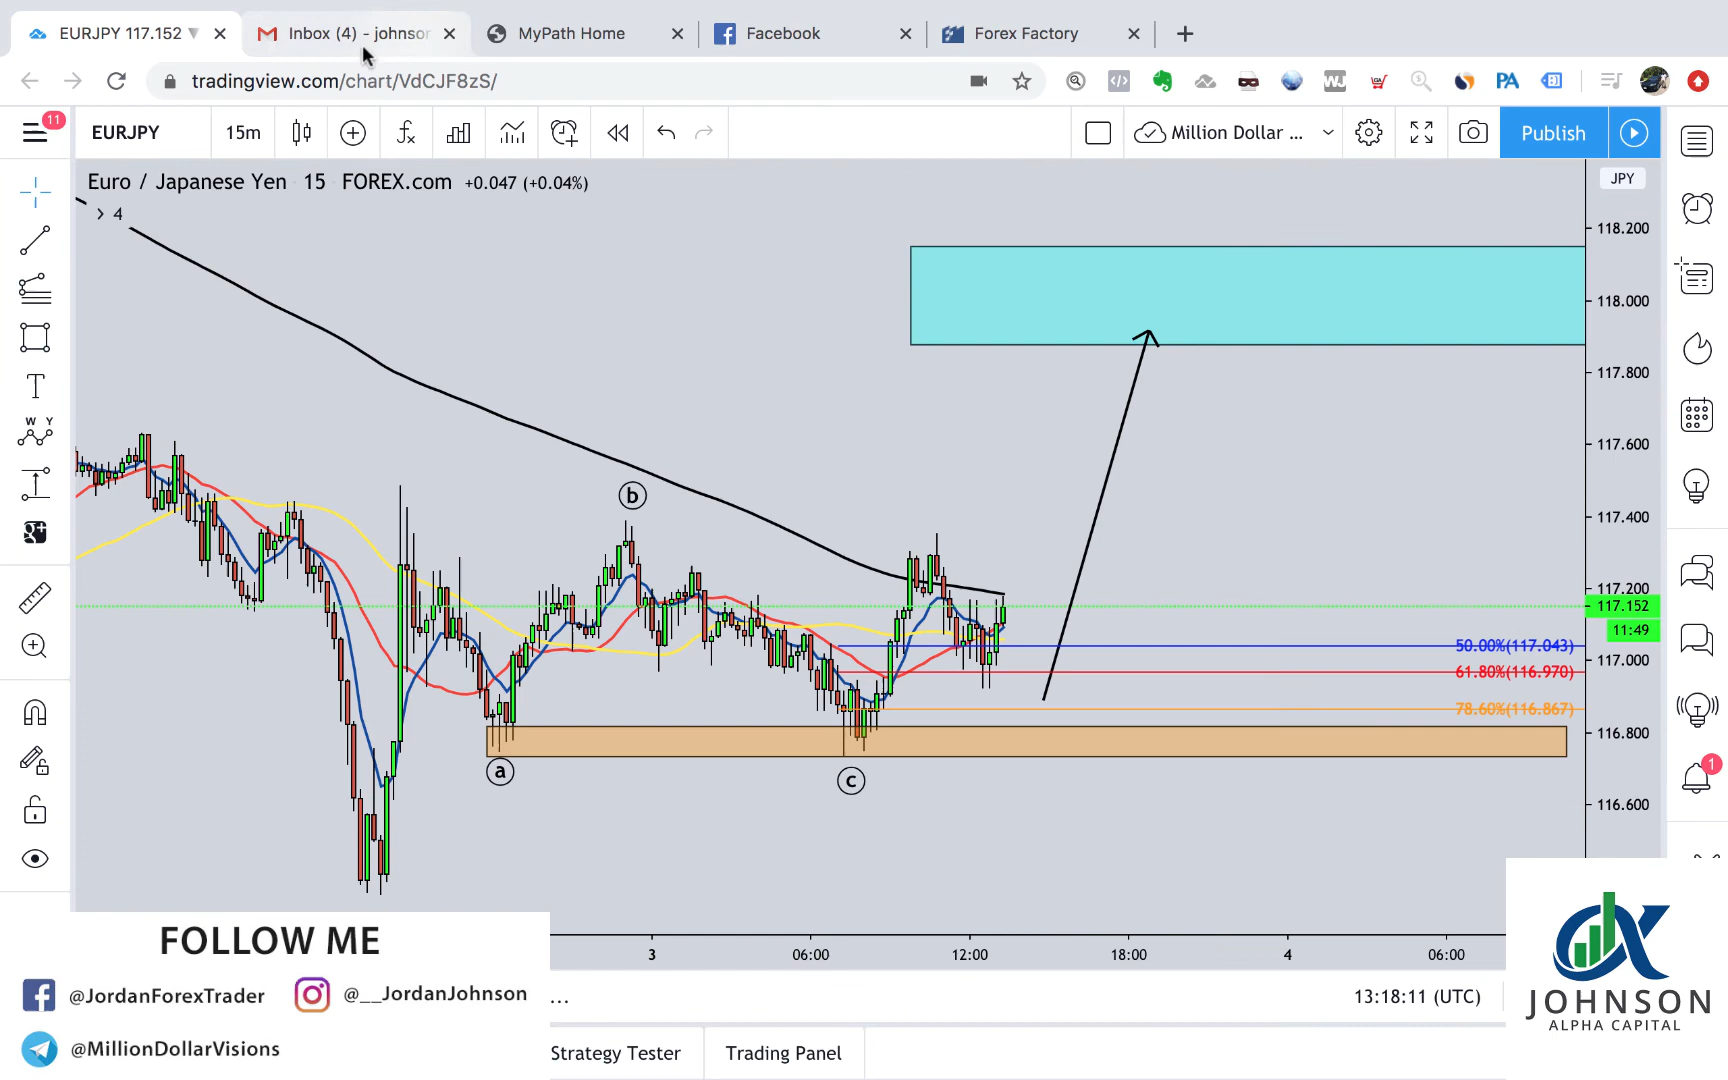 EURJPY 117.152
Inbox (4) - johnsor
MyPath Home
Facebook
Forex Factory
tradingview.com/chart/VdCJF8zS/
PA
11
EURJPY
15m
Million Dollar ...
Publish
Euro / Japanese Yen 15 FOREX.com +0.047 (+0.04%)
4
JPY
118.200
118.000
117.800
117.600
117.400
117.200
117.152
11:49
117.000
116.800
116.600
50.00%(117.043)
61.80%(116.970)
78.60%(116.867)
T
W Y
b
a
c
1
3
06:00
12:00
18:00
4
06:00
FOLLOW ME
@JordanForexTrader
@__JordanJohnson
@MillionDollarVisions
...
13:18:11 (UTC)
Strategy Tester
Trading Panel
JOHNSON
ALPHA CAPITAL